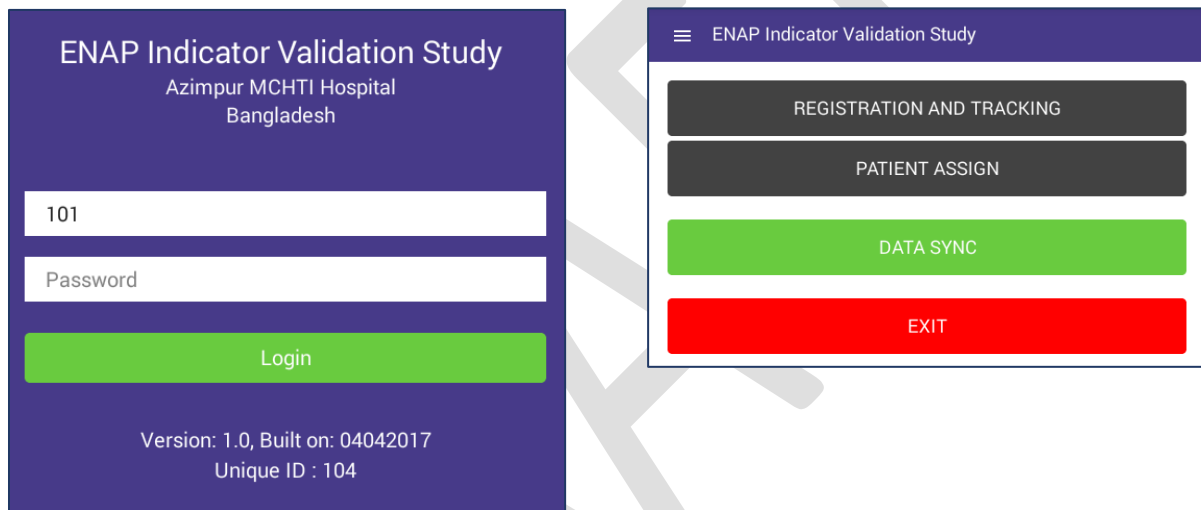 ENAP Indicator Validation Study
Azimpur MCHTI Hospital
Bangladesh
101
Password
Login
Version: 1.0, Built on: 04042017
Unique ID : 104
ENAP Indicator Validation Study
REGISTRATION AND TRACKING
PATIENT ASSIGN
DATA SYNC
EXIT